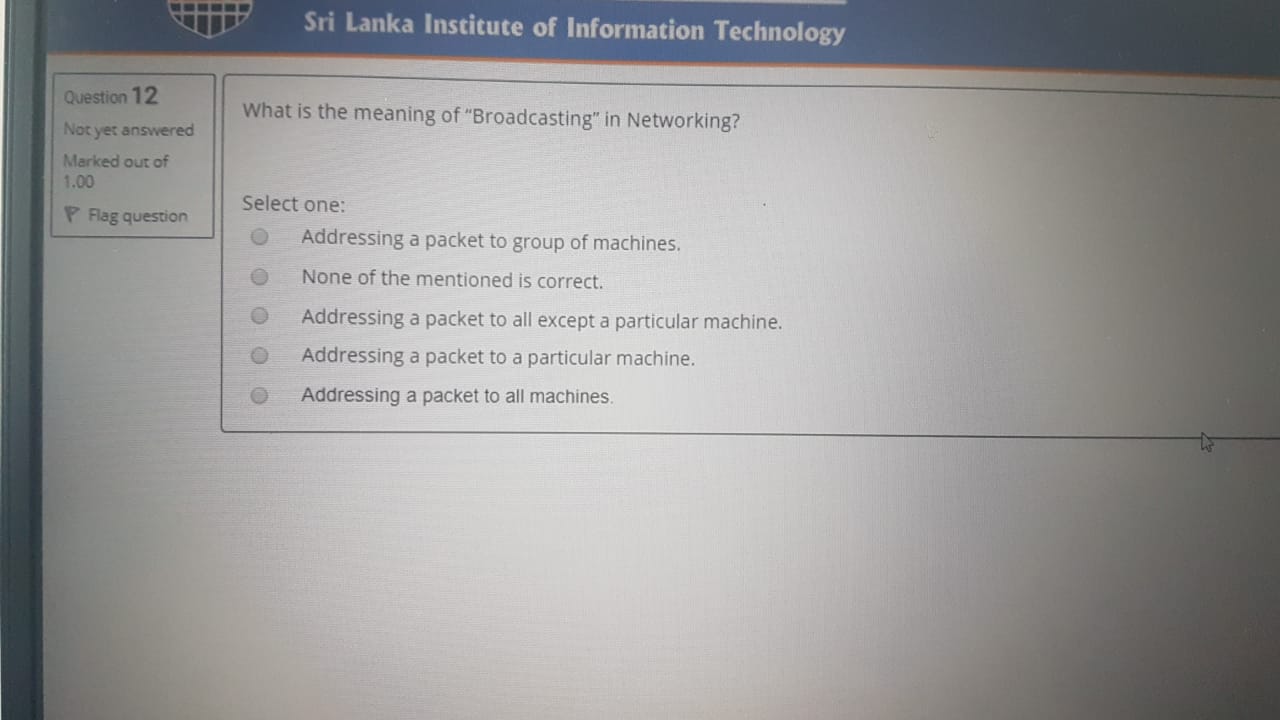 Sri Lanka Institute of Information Technology
Question 12
Not yet answered
Marked out of
1.00
Flag question
What is the meaning of “Broadcasting” in Networking?
Select one:
Addressing a packet to group of machines.
None of the mentioned is correct.
Addressing a packet to all except a particular machine.
Addressing a packet to a particular machine.
Addressing a packet to all machines.